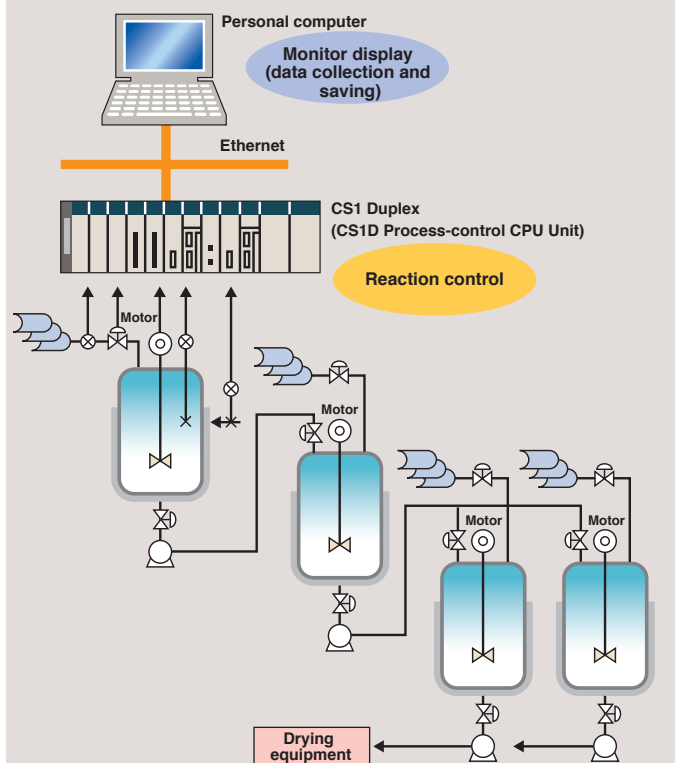 Personal computer
Monitor display
(data collection and
saving)
Ethernet
CS1 Duplex
(CS1D Process-control CPU Unit)
Reaction control
Motor
Motor
Motor
Motor
Drying
equipment